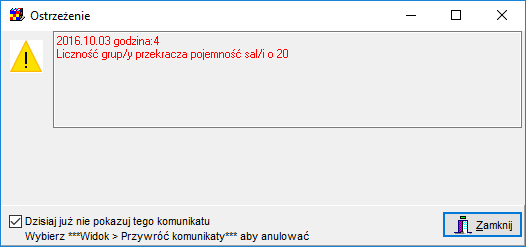 Ostrzeżenie
2016.10.03 godzina:4
Liczność grup/y przekracza pojemność sal/i o 20
Dzisiaj już nie pokazuj tego komunikatu
Wybierz ***Widok > Przywróć komunikaty*** aby anulować
Zamknij